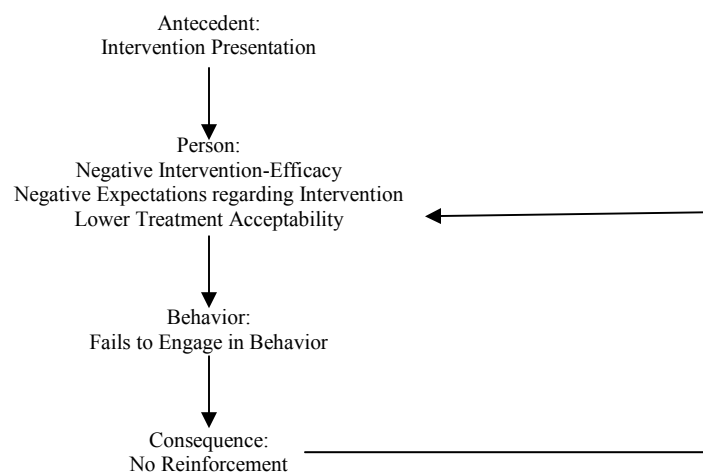 Antecedent:
Intervention Presentation
Person:
Negative Intervention-Efficacy
Negative Expectations regarding Intervention
Lower Treatment Acceptability
Behavior:
Fails to Engage in Behavior
Consequence:
No Reinforcement